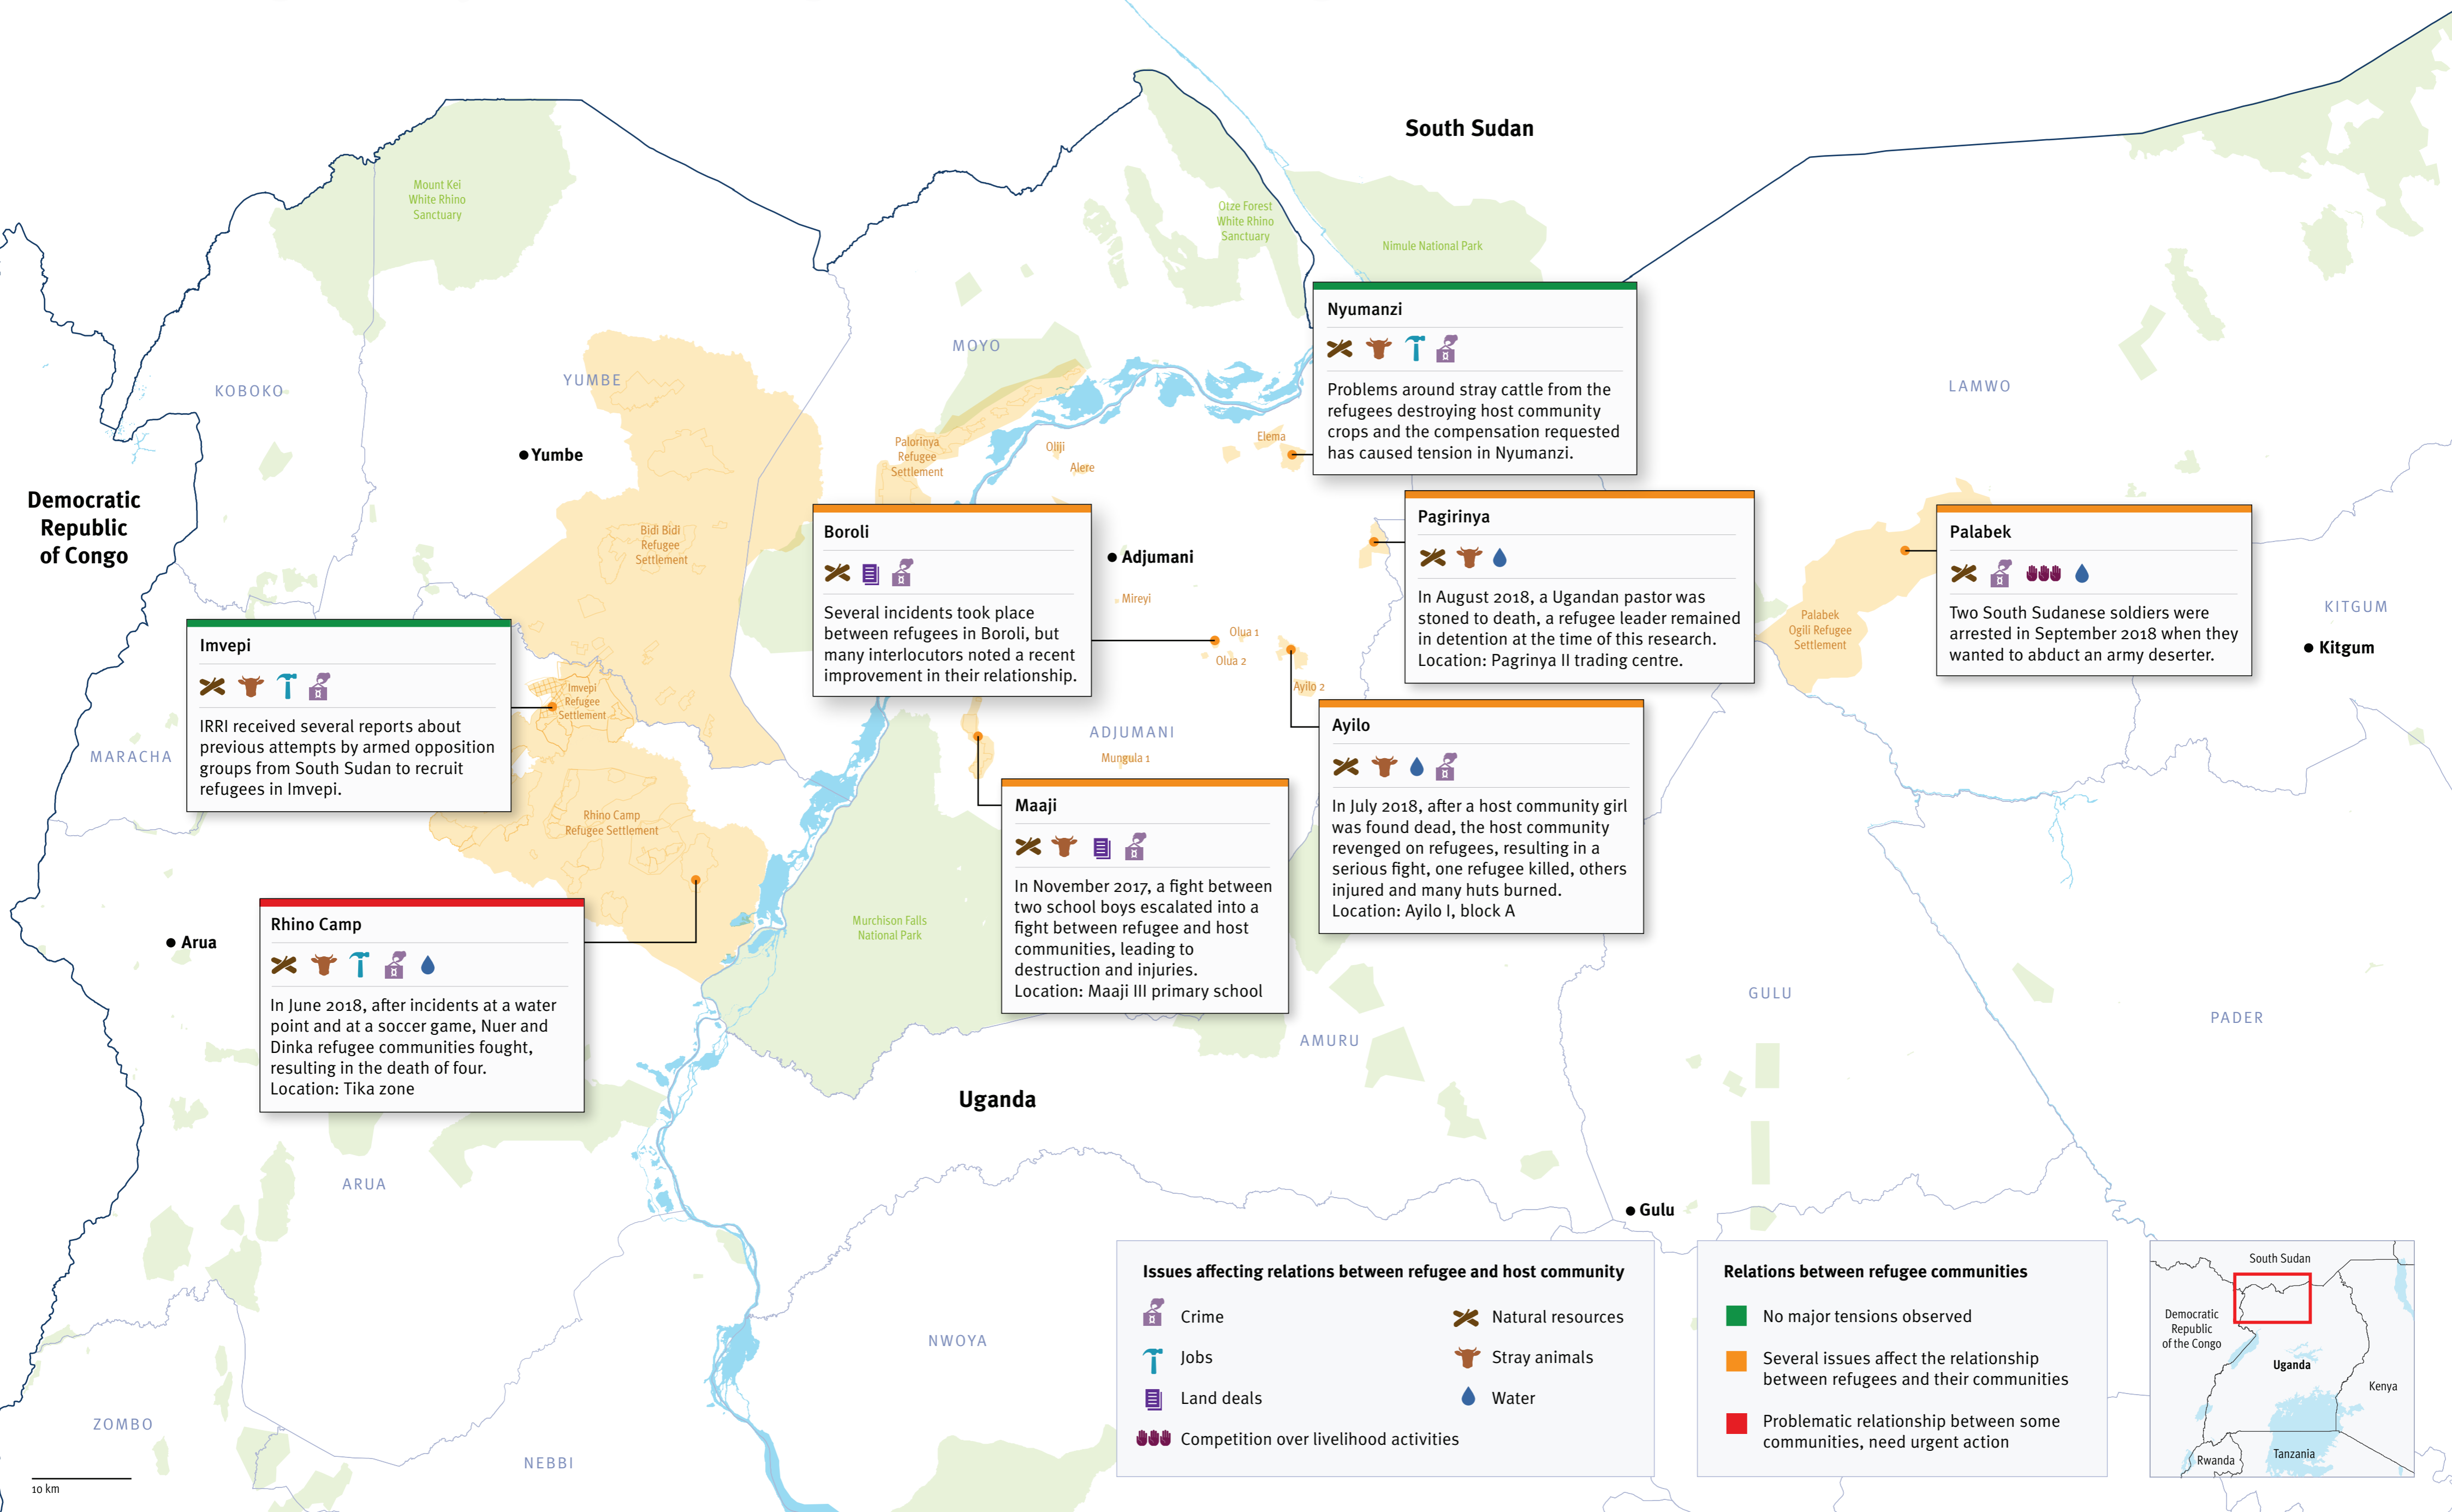 South Sudan
Mount Kei
White Rhino
Sanctuary
Otze Forest
White Rhino
Sanctuary
Nimule National Park
KOBOKO
YUMBE
MOYO
LAMWO
Yumbe
Democratic
Republic
of Congo
Palorinya
Refugee
Settlement
Oliji
Alere
Elema
Bidi Bidi
Refugee
Settlement
Nyumanzi
Problems around stray cattle from the
refugees destroying host community
crops and the compensation requested
has caused tension in Nyumanzi.
Boroli
Several incidents took place
between refugees in Boroli, but
many interlocutors noted a recent
improvement in their relationship.
Adjumani
Mireyi
Olua 1
Olua 2
Ayilo 2
Pagirinya
In August 2018, a Ugandan pastor was
stoned to death, a refugee leader remained
in detention at the time of this research.
Location: Pagrinya II trading centre.
Palabek
Ogili Refugee
Settlement
Palabek
Two South Sudanese soldiers were
arrested in September 2018 when they
wanted to abduct an army deserter.
KITGUM
Kitgum
Imvepi
IRRI received several reports about
previous attempts by armed opposition
groups from South Sudan to recruit
refugees in Imvepi.
Imvepi
Refugee
Settlement
MARACHA
ADJUMANI
Mungula 1
Rhino Camp
Refugee Settlement
Ayilo
In July 2018, after a host community girl
was found dead, the host community
revenged on refugees, resulting in a
serious fight, one refugee killed, others
injured and many huts burned.
Location: Ayilo I, block A
Maaji
In November 2017, a fight between
two school boys escalated into a
fight between refugee and host
communities, leading to
destruction and injuries.
Location: Maaji III primary school
Murchison Falls
National Park
Arua
Rhino Camp
In June 2018, after incidents at a water
point and at a soccer game, Nuer and
Dinka refugee communities fought,
resulting in the death of four.
Location: Tika zone
GULU
PADER
AMURU
Uganda
ARUA
Gulu
NWOYA
ZOMBO
NEBBI
10 km
Issues affecting relations between refugee and host community
Crime
Jobs
Land deals
Competition over livelihood activities
Natural resources
Stray animals
Water
Relations between refugee communities
No major tensions observed
Several issues affect the relationship
between refugees and their communities
Problematic relationship between some
communities, need urgent action
South Sudan
Democratic
Republic
of the Congo
Uganda
Kenya
Rwanda
Tanzania